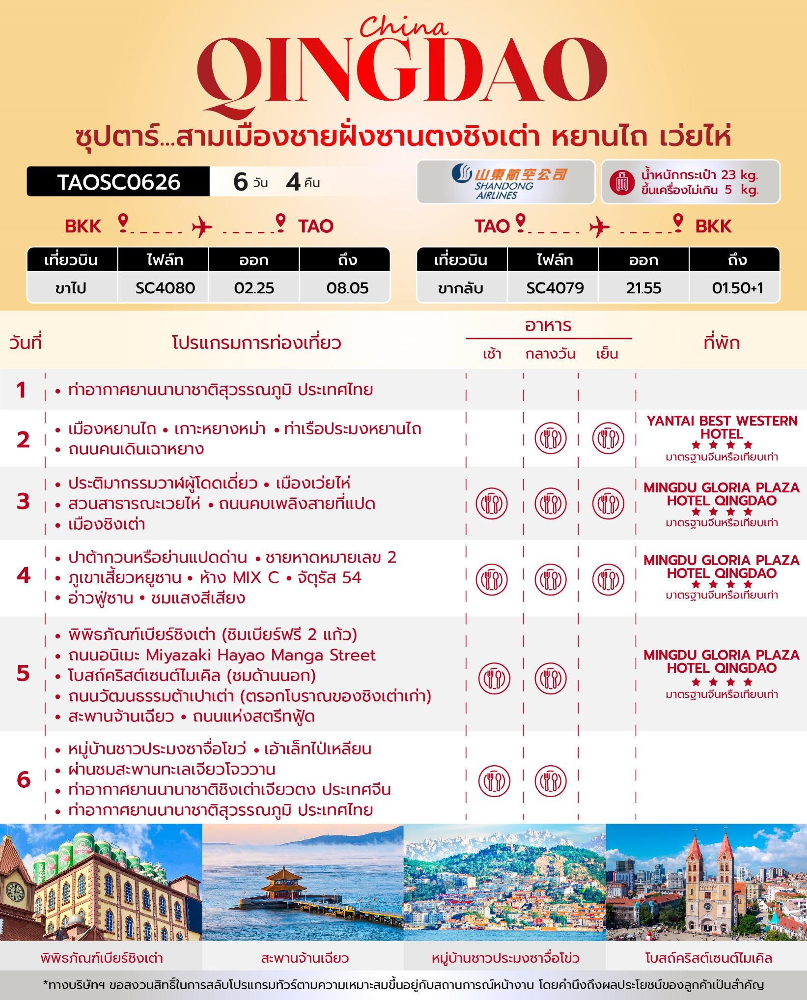 China
QINGDAO
ซุปตาร์...สามเมืองชายฝั่งซานตงชิงเต่า หยานไถ เว่ยไห่
TAOSC0626 6 วัน 4 คืน
山東航空公司
SHANDONG
AIRLINES
น้ำหนักกระเป๋า 23 kg.
ขึ้นเครื่องไม่เกิน 5 kg.
BKK TAO
TAO BKK
เที่ยวบิน ไฟล์ท ออก ถึง
ขาไป SC4080 02.25 08.05
เที่ยวบิน ไฟล์ท ออก ถึง
ขากลับ SC4079 21.55 01.50+1
วันที่ โปรแกรมการท่องเที่ยว อาหาร ที่พัก
เช้า กลางวัน เย็น
1
• ท่าอากาศยานนานาชาติสุวรรณภูมิ ประเทศไทย
2
• เมืองหยานไถ • เกาะหยางหม่า • ท่าเรือประมงหยานไถ
• ถนนคนเดินเฉาหยาง
YANTAI BEST WESTERN
HOTEL
มาตรฐานจีนหรือเทียบเท่า
3
• ประติมากรรมวาฬผู้โดดเดี่ยว • เมืองเว่ยไห่
• สวนสาธารณะเวยไห่ • ถนนคบเพลิงสายที่แปด
• เมืองชิงเต่า
MINGDU GLORIA PLAZA
HOTEL QINGDAO
มาตรฐานจีนหรือเทียบเท่า
4
• ปาต้ากวนหรือย่านแปดด่าน • ชายหาดหมายเลข 2
• ภูเขาเสี้ยวหยูซาน • ห้าง MIX C • จัตุรัส 54
• อ่าวฟู่ซาน • ชมแสงสีเสียง
MINGDU GLORIA PLAZA
HOTEL QINGDAO
มาตรฐานจีนหรือเทียบเท่า
5
• พิพิธภัณฑ์เบียร์ชิงเต่า (ชิมเบียร์ฟรี 2 แก้ว)
• ถนนอนิเมะ Miyazaki Hayao Manga Street
• โบสถ์คริสต์เซนต์ไมเคิล (ชมด้านนอก)
• ถนนวัฒนธรรมต้าเปาเต่า (ตรอกโบราณของชิงเต่าเก่า)
• สะพานจ้านเฉียว • ถนนแห่งสตรีทฟู้ด
MINGDU GLORIA PLAZA
HOTEL QINGDAO
มาตรฐานจีนหรือเทียบเท่า
6
• หมู่บ้านชาวประมงซาจื่อโขว่ • เอ้าเล็ทไป่เหลียน
• ผ่านชมสะพานทะเลเจียวโจววาน
• ท่าอากาศยานนานาชาติชิงเต่าเจียวตง ประเทศจีน
• ท่าอากาศยานนานาชาติสุวรรณภูมิ ประเทศไทย
TSINGTAO
พิพิธภัณฑ์เบียร์ชิงเต่า
สะพานจ้านเฉียว
หมู่บ้านชาวประมงซาจื่อโข่ว
โบสถ์คริสต์เซนต์ไมเคิล
*ทางบริษัทฯ ขอสงวนสิทธิ์ในการสลับโปรแกรมทัวร์ตามความเหมาะสมขึ้นอยู่กับสถานการณ์หน้างาน โดยคำนึงถึงผลประโยชน์ของลูกค้าเป็นสำคัญ